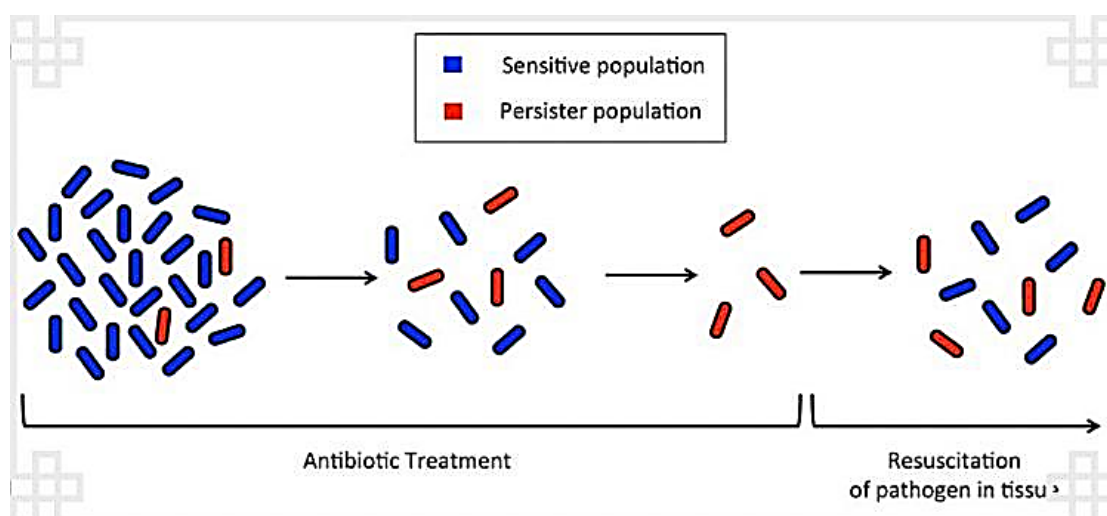 Sensitive population
Persister population
Antibiotic Treatment
Resuscitation
of pathogen in